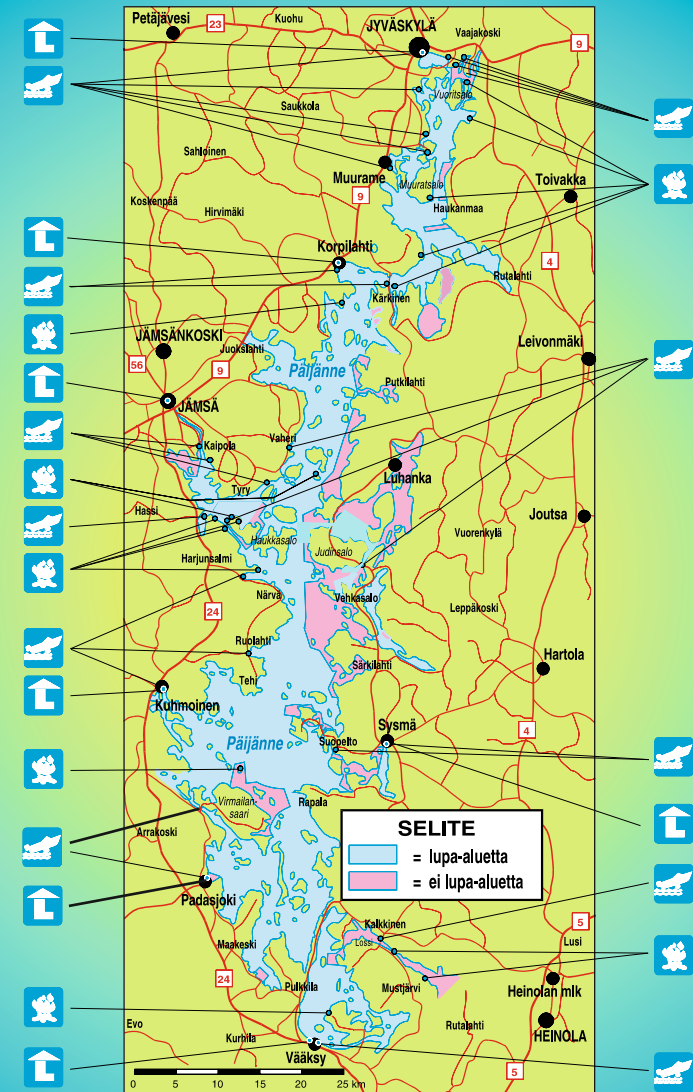 Petäjävesi
23
Kuohu
JYVÄSKYLÄ
Vaajakoski
9
Saukkola
Vuoritsalo
Sahloinen
Muurame
Muuratsalo
Toivakka
Koskenpää
Hirvimäki
9
Haukanmaa
Korpilahti
4
Rutalahti
Kärkinen
JÄMSÄNKOSKI
Juokslahti
Leivonmäki
56
9
Päijänne
Putkilahti
JÄMSÄ
Kaipola
Vaheri
Luhanka
Tyry
Hassi
Joutsa
Haukkasalo
Judinsalo
Vuorenkylä
Harjunsalmi
Närvä
Vehkasalo
24
Leppäkoski
Ruolahti
Särkilahti
Hartola
Tehi
Kuhmoinen
Sysmä
Päijänne
Suopelto
4
Virmailan-
saari
Rapala
Arrakoski
SELITE
= lupa-aluetta
= ei lupa-aluetta
Padasjoki
Kalkkinen
5
Maakeski
Lossi
Lusi
24
Pulkkila
Mustjärvi
Heinolan mlk
Evo
Kurhila
Rutalahti
HEINOLA
Vääksy
5
0 5 10 15 20 25 km